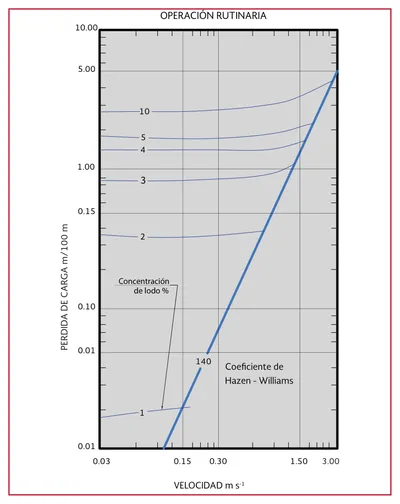 OPERACIÓN RUTINARIA
10.00
5.00
1.00
0.15
0.10
0.01
0.01
PERDIDA DE CARGA m/100 m
10
5
4
3
2
Concentración
de lodo %
140
Coeficiente de
Hazen - Williams
1
0.03 0.15 0.30 1.50 3.00
VELOCIDAD m s-1